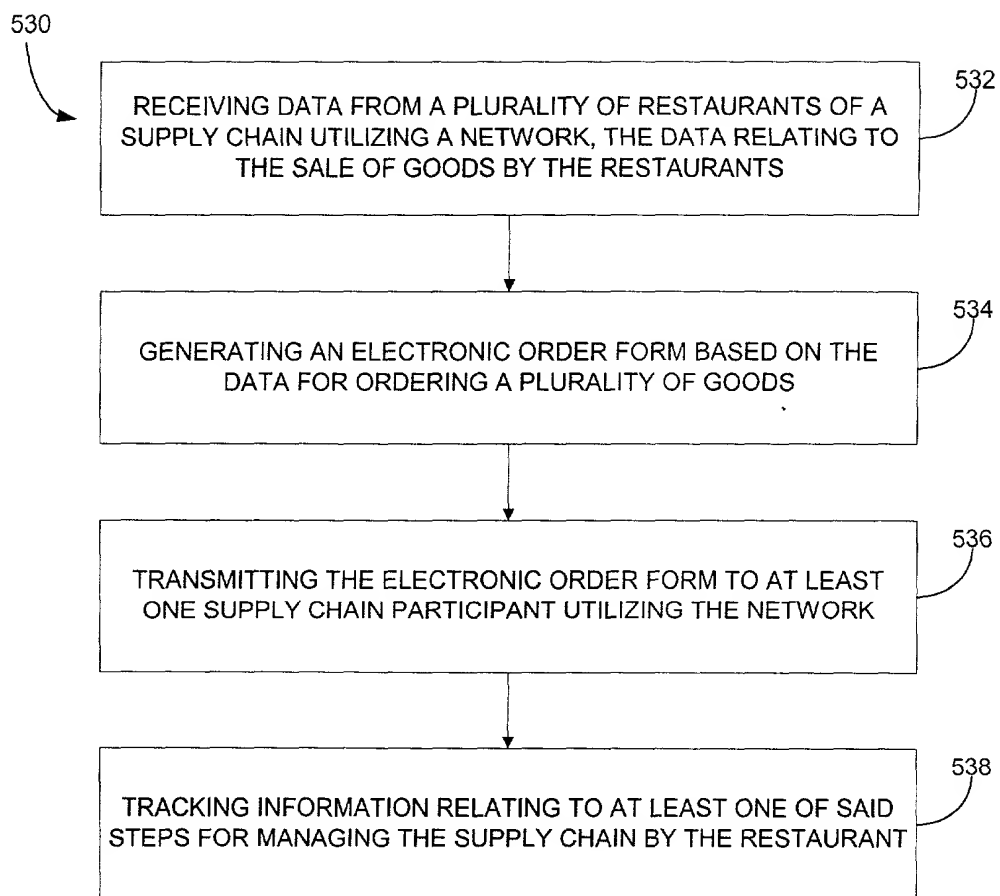 530
532
RECEIVING DATA FROM A PLURALITY OF RESTAURANTS OF A
SUPPLY CHAIN UTILIZING A NETWORK, THE DATA RELATING TO
THE SALE OF GOODS BY THE RESTAURANTS
534
GENERATING AN ELECTRONIC ORDER FORM BASED ON THE
DATA FOR ORDERING A PLURALITY OF GOODS
536
TRANSMITTING THE ELECTRONIC ORDER FORM TO AT LEAST
ONE SUPPLY CHAIN PARTICIPANT UTILIZING THE NETWORK
538
TRACKING INFORMATION RELATING TO AT LEAST ONE OF SAID
STEPS FOR MANAGING THE SUPPLY CHAIN BY THE RESTAURANT